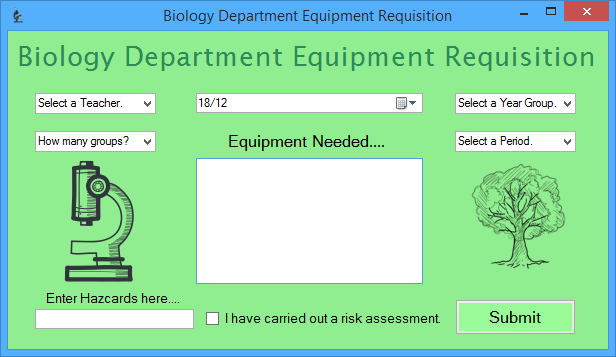 Biology Department Equipment Requisition
Biology Department Equipment Requisition
Select a Teacher.
18/12
Select a Year Group.
How many groups?
Equipment Needed....
Select a Period.
Enter Hazcards here....
I have carried out a risk assessment.
Submit